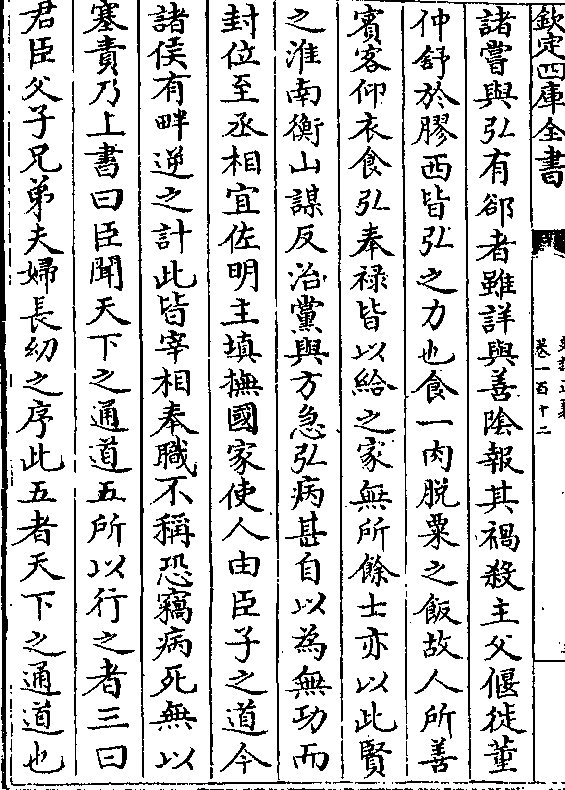 欽定四庫全書
卷一百十二
諸嘗與弘有郤者雖詳與善陰報其禍殺主父偃徙董
仲舒於膠西皆弘之力也食一肉脫粟之飯故人所善
賓客仰衣食弘奉祿皆以給之家無所餘士亦以此賢
之淮南衡山謀反治黨與方急弘病甚自以為無功而
封位至丞相宜佐明主填撫國家使人由臣子之道今
諸侯有畔逆之計此皆宰相奉職不稱恐竊病死無以
塞責乃上書曰臣聞天下之通道五所以行之者三曰
君臣父子兄弟夫婦長幼之序此五者天下之通道也